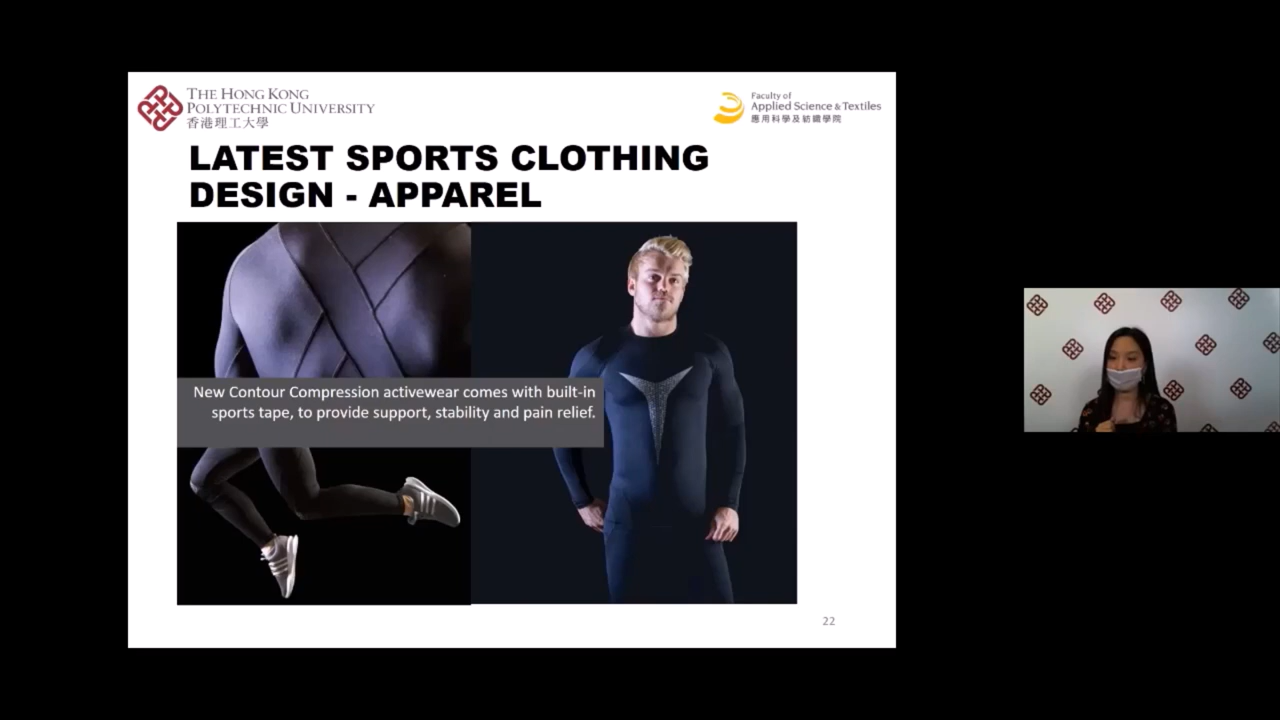 THE HONG KONG
POLYTECHNIC UNIVERSITY
香港理工大學
Faculty of
Applied Science & Textiles
應用科學及紡織學院
LATEST SPORTS CLOTHING
DESIGN - APPAREL
New Contour Compression activewear comes with built-in
sports tape, to provide support, stability and pain relief.
22